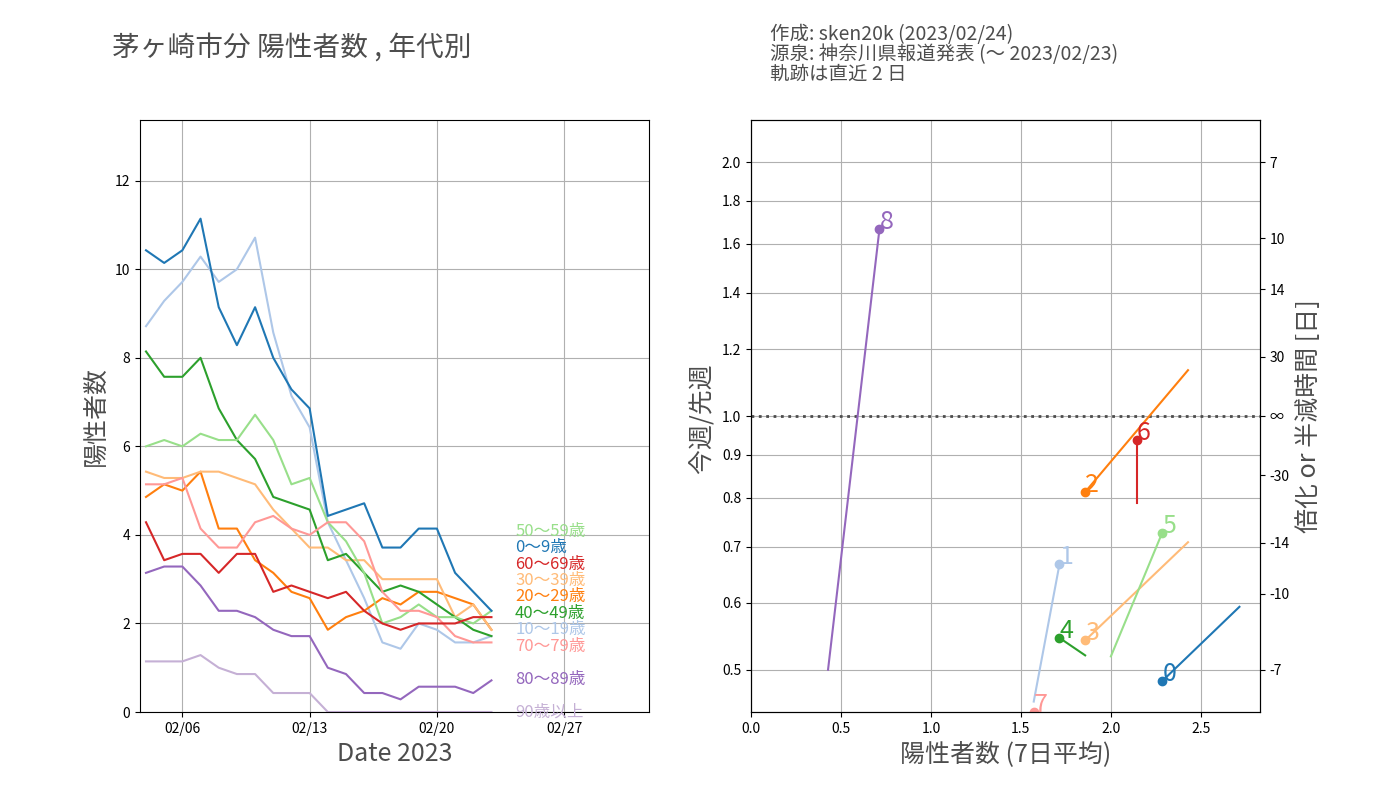 茅ヶ崎市分 陽性者数 , 年代別
作成: sken20k (2023/02/24)
源泉: 神奈川県報道発表 (～ 2023/02/23)
軌跡は直近 2 日
陽性者数
12
10
8
6
4
2
0
02/06
02/13
02/20
02/27
Date 2023
50～59歳
0～9歳
60～69歳
30～39歳
20～29歳
40～49歳
10～19歳
70～79歳
80～89歳
90歳以上
今週/先週
2.0
1.8
1.6
1.4
1.2
1.0
0.9
0.8
0.7
0.6
0.5
8
6
2
5
1
4
3
0
7
0.0
0.5
1.0
1.5
2.0
2.5
陽性者数 (7日平均)
7
10
14
30
∞
-30
-14
-10
-7
倍化 or 半減時間 [日]